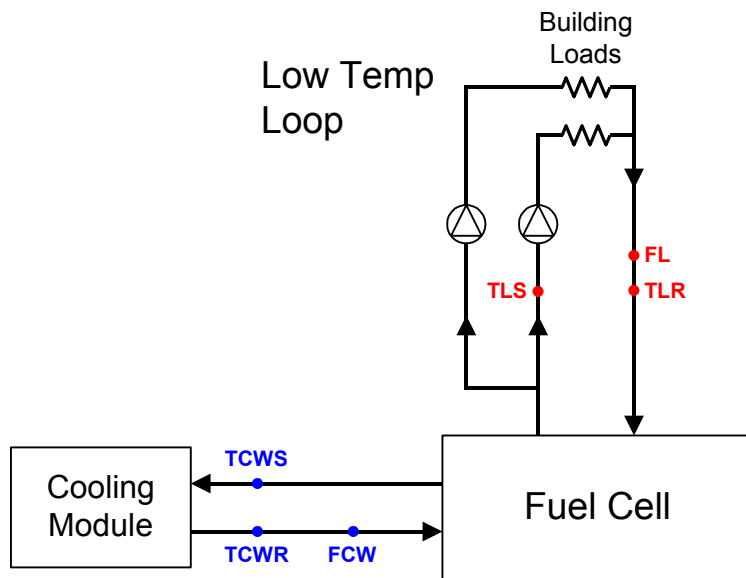 Building
Loads
Low Temp
Loop
FL
TLS
TLR
TCWS
Cooling
Module
Fuel Cell
TCWR
FCW